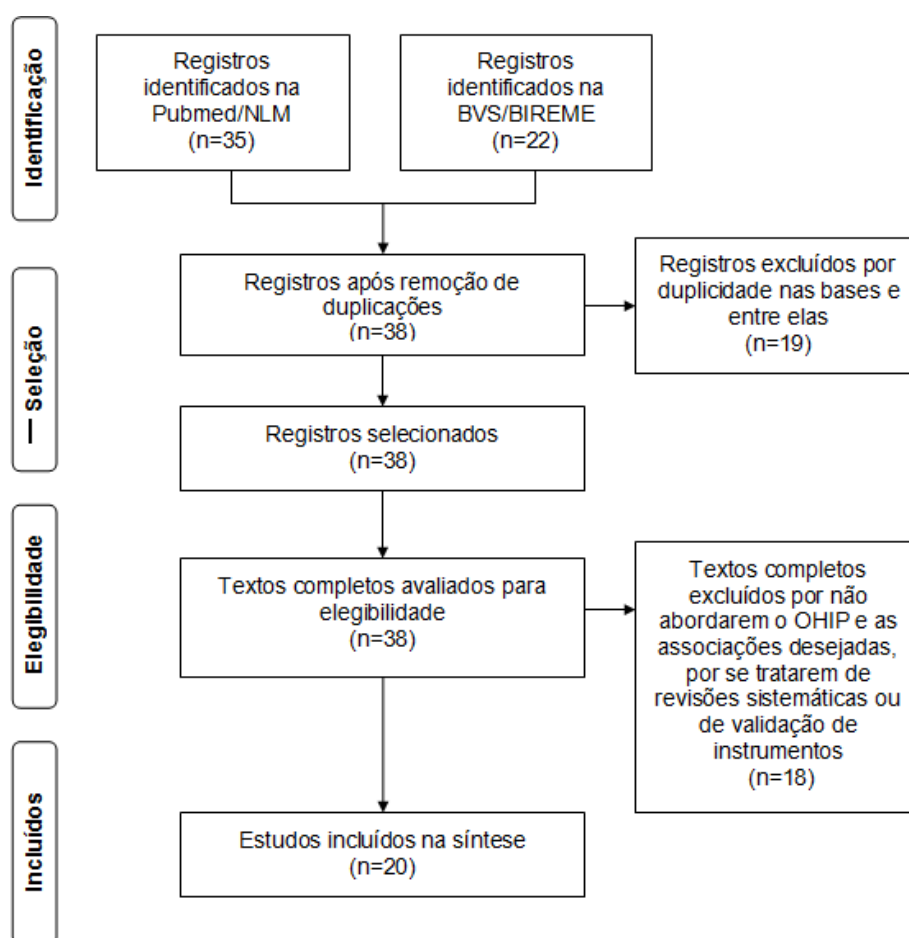 Identificação
Registros
identificados na
Pubmed/NLM
(n=35)
Registros
identificados na
BVS/BIREME
(n=22)
— Seleção
Registros após remoção de
duplicações
(n=38)
Registros excluídos por
duplicidade nas bases e
entre elas
(n=19)
Registros selecionados
(n=38)
Elegibilidade
Textos completos avaliados para
elegibilidade
(n=38)
Textos completos
excluídos por não
abordarem o OHIP e as
associações desejadas,
por se tratarem de
revisões sistemáticas ou
de validação de
instrumentos
(n=18)
Incluídos
Estudos incluídos na síntese
(n=20)